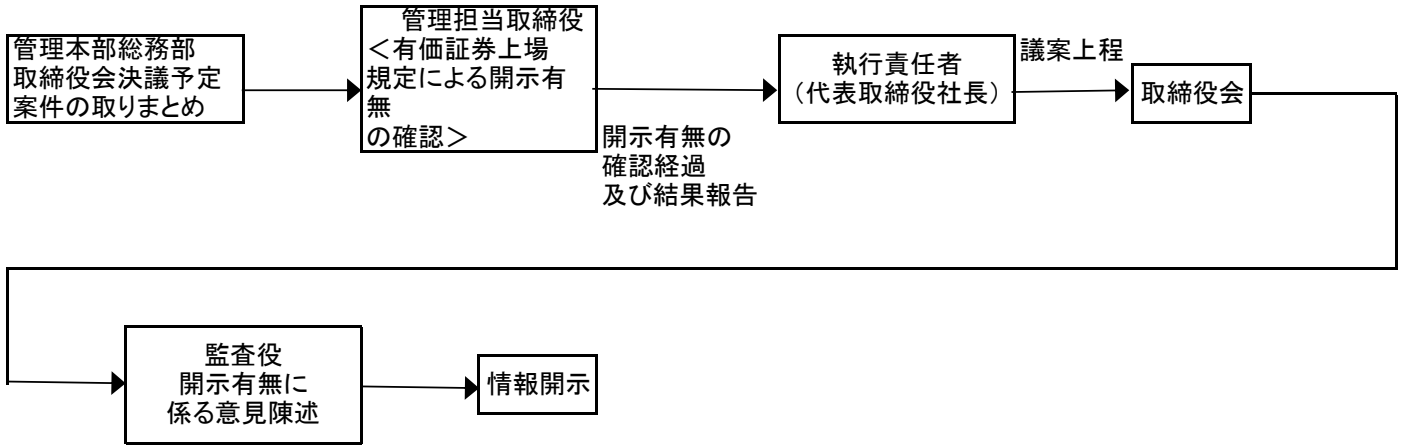 管理本部総務部
取締役会決議予定
案件の取りまとめ
管理担当取締役
＜有価証券上場
規定による開示有
無
の確認＞
開示有無の
確認経過
及び結果報告
執行責任者
（代表取締役社長）
議案上程
取締役会
監査役
開示有無に
係る意見陳述
情報開示